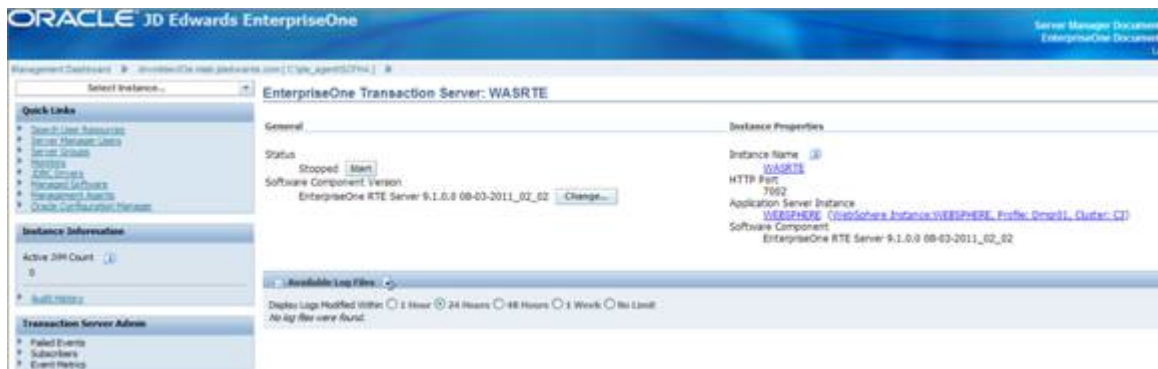 ORACLE JD Edwards EnterpriseOne
Server Manager Documen
EnterpriseOne Documen
Management Dashboard
Select Instance...
EnterpriseOne Transaction Server: WASRTE
Quick Links
Search User Resources
Server Manager Users
Server Groups
Monitors
JDBC Drivers
Managed Software
Management Agents
Oracle Configuration Manager
General
Status
Stopped Start
Software Component Version
EnterpriseOne RTE Server 9.1.0.0 08-03-2011_02_02 Change...
Instance Properties
Instance Name
WASRTE
HTTP Port
7002
Application Server Instance
WEBSPHERE (WebSphere Instance:WEBSPHERE, Profile: Dmgr01, Cluster: CI)
Software Component
EnterpriseOne RTE Server 9.1.0.0 08-03-2011_02_02
Instance Information
Active JVM Count
0
Audit History
Available Log Files
Display Logs Modified Within 1 Hour 24 Hours 48 Hours 1 Week No Limit
No log files were found.
Transaction Server Admin
Failed Events
Subscribers
Event Metrics